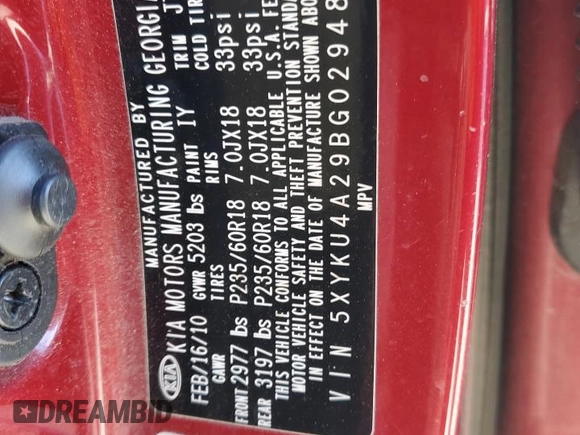 MANUFACTURED BY
KIA KIA MOTORS MANUFACTURING GEORGIA,
FEB/16/10 GVWR 5203 lbs PAINT IY TRIM J
GAWR TIRES RIMS COLD TIR
FRONT 2977 lbs P235/60R18 7.0JX18 33psi
REAR 3197 lbs P235/60R18 7.0JX18 33psi
THIS VEHICLE CONFORMS TO ALL APPLICABLE U.S.A. FE
MOTOR VEHICLE SAFETY AND THEFT PREVENTION STANDA
IN EFFECT ON THE DATE OF MANUFACTURE SHOWN ABO
VIN 5XYKU4A29BG02948
MPV
DREAMBID